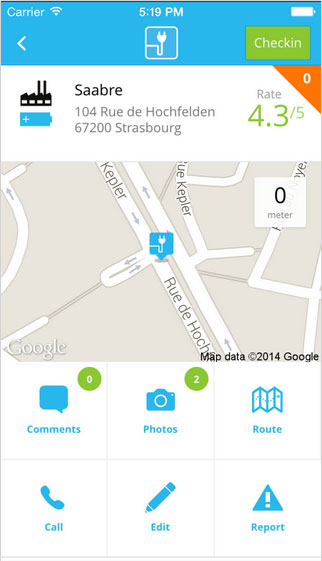 Carrier 5:19 PM
Checkin
0
Saabre
104 Rue de Hochfelden
67200 Strasbourg
Rate
4.3/5
Kepler
Rue Kepler
0
meter
Rue de Hoch
Google
Map data ©2014 Google
0
Comments
2
Photos
Route
Call
Edit
Report